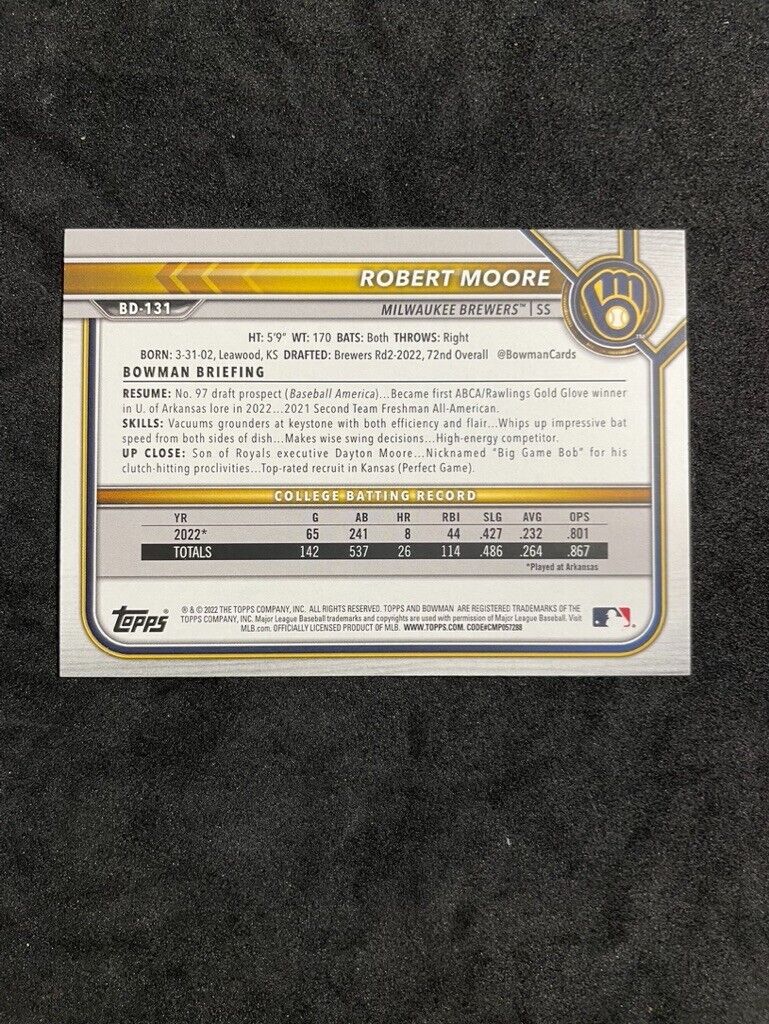 ROBERT MOORE
BD-131
MILWAUKEE BREWERS™ | SS
HT: 5'9" WT: 170 BATS: Both THROWS: Right
BORN: 3-31-02, Leawood, KS DRAFTED: Brewers Rd2-2022, 72nd Overall @BowmanCards
BOWMAN BRIEFING
RESUME: No. 97 draft prospect (Baseball America)...Became first ABCA/Rawlings Gold Glove winner
in U. of Arkansas lore in 2022...2021 Second Team Freshman All-American.
SKILLS: Vacuums grounders at keystone with both efficiency and flair...Whips up impressive bat
speed from both sides of dish...Makes wise swing decisions...High-energy competitor.
UP CLOSE: Son of Royals executive Dayton Moore...Nicknamed "Big Game Bob" for his
clutch-hitting proclivities...Top-rated recruit in Kansas (Perfect Game).
COLLEGE BATTING RECORD
YR G AB HR RBI SLG AVG OPS
2022* 65 241 8 44 .427 .232 .801
TOTALS 142 537 26 114 .486 .264 .867
*Played at Arkansas
Topps®
® & © 2022 THE TOPPS COMPANY, INC. ALL RIGHTS RESERVED. TOPPS AND BOWMAN ARE REGISTERED TRADEMARKS OF THE
TOPPS COMPANY, INC. Major League Baseball trademarks and copyrights are used with permission of Major League Baseball. Visit
MLB.com. OFFICIALLY LICENSED PRODUCT OF MLB. WWW.TOPPS.COM. CODE#CMP057288